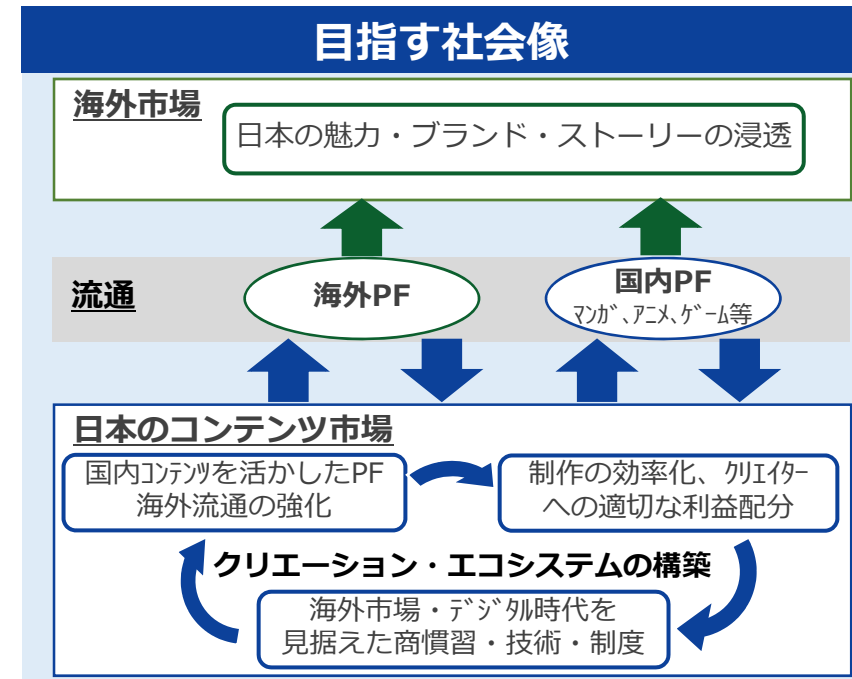 目指す社会像
海外市場
日本の魅力・ブランド・ストーリーの浸透
流通
海外PF
国内PF
ﾏﾝｶﾞ、ｱﾆﾒ、ｹﾞｰﾑ等
日本のコンテンツ市場
国内ｺﾝﾃﾝﾂを活かしたPF
海外流通の強化
制作の効率化、ｸﾘｴｲﾀｰ
への適切な利益配分
クリエーション・エコシステムの構築
海外市場・ﾃﾞｼﾞﾀﾙ時代を
見据えた商慣習・技術・制度